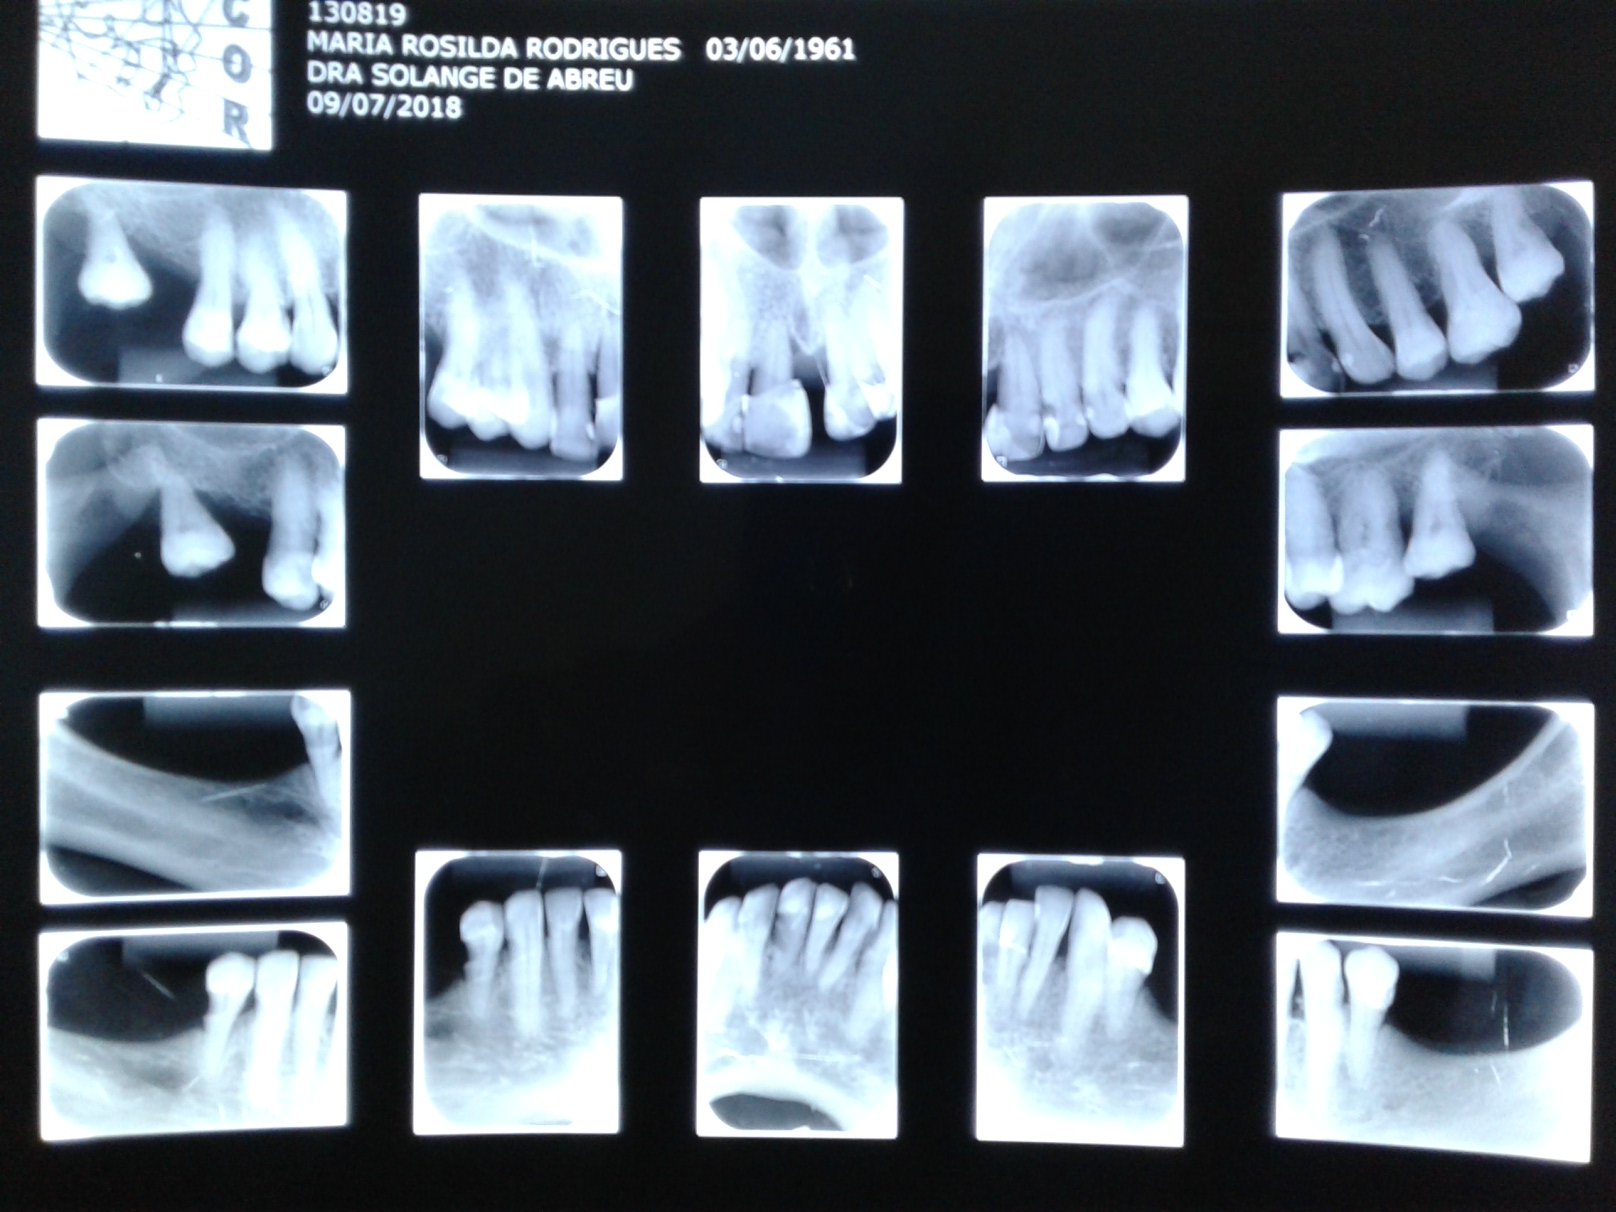 130819
MARIA ROSILDA RODRIGUES 03/06/1961
DRA SOLANGE DE ABREU
09/07/2018
C
O
R